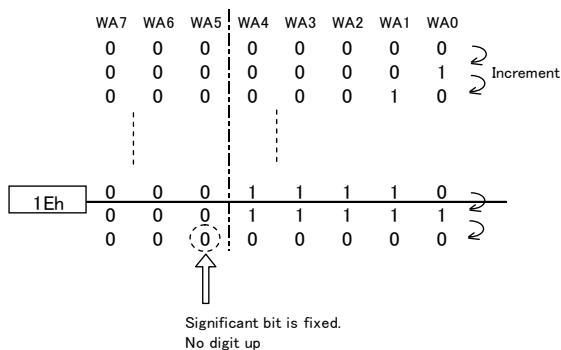 WA7 WA6 WA5 WA4 WA3 WA2 WA1 WA0
0 0 0 0 0 0 0 0
0 0 0 0 0 0 0 1
Increment
0 0 0 0 0 0 1 0
0 0 0 1 1 1 1 0
1Eh
0 0 0 1 1 1 1 1
0 0 0 0 0 0 0 0
Significant bit is fixed.
No digit up